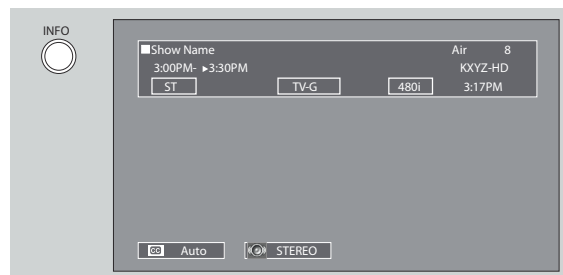 INFO
■Show Name Air 8
3:00PM- ▸3:30PM KXYZ-HD
ST TV-G 480i 3:17PM
CC Auto STEREO